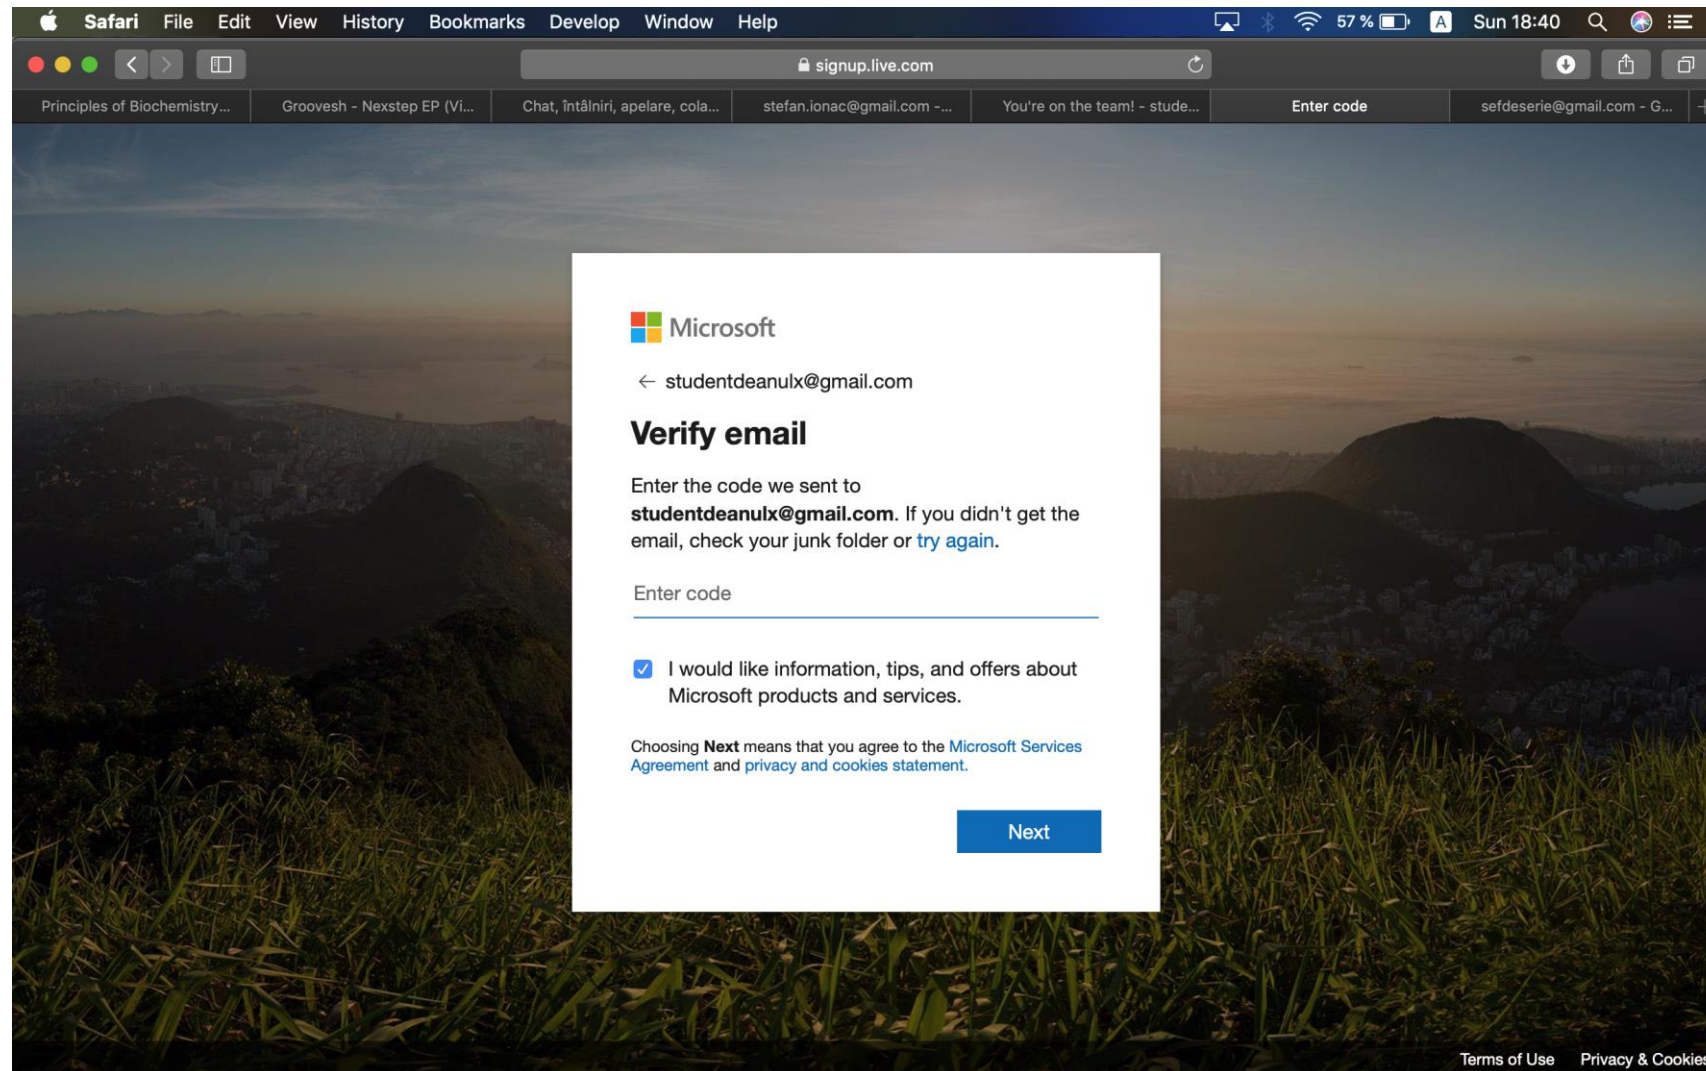 Safari File Edit View History Bookmarks Develop Window Help 57 % A Sun 18:40
signup.live.com
Principles of Biochemistry... Groovesh - Nexstep EP (Vi... Chat, întâlniri, apelare, cola... stefan.ionac@gmail.com -... You're on the team! - stude... Enter code sefdeserie@gmail.com - G...
Microsoft
studentdeanulx@gmail.com
Verify email
Enter the code we sent to
studentdeanulx@gmail.com. If you didn't get the
email, check your junk folder or try again.
Enter code
I would like information, tips, and offers about
Microsoft products and services.
Choosing Next means that you agree to the Microsoft Services
Agreement and privacy and cookies statement.
Next
Terms of Use Privacy & Cookies